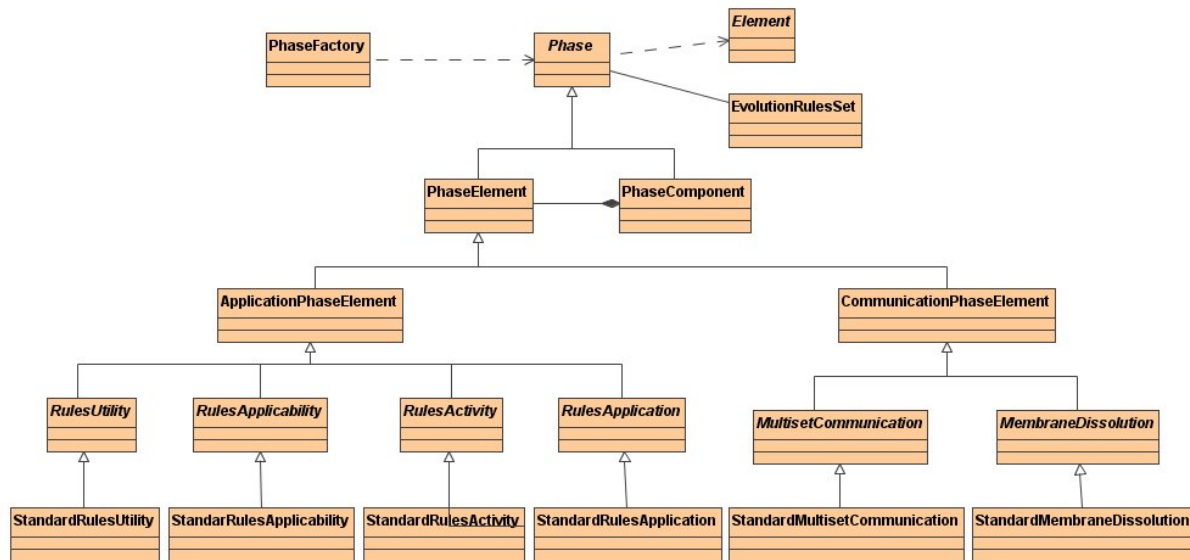 Element
PhaseFactory
Phase
EvolutionRulesSet
PhaseElement
PhaseComponent
ApplicationPhaseElement
CommunicationPhaseElement
RulesUtility
RulesApplicability
RulesActivity
RulesApplication
MultisetCommunication
MembraneDissolution
StandardRulesUtility
StandarRulesApplicability
StandardRulesActivity
StandardRulesApplication
StandardMultisetCommunication
StandardMembraneDissolution